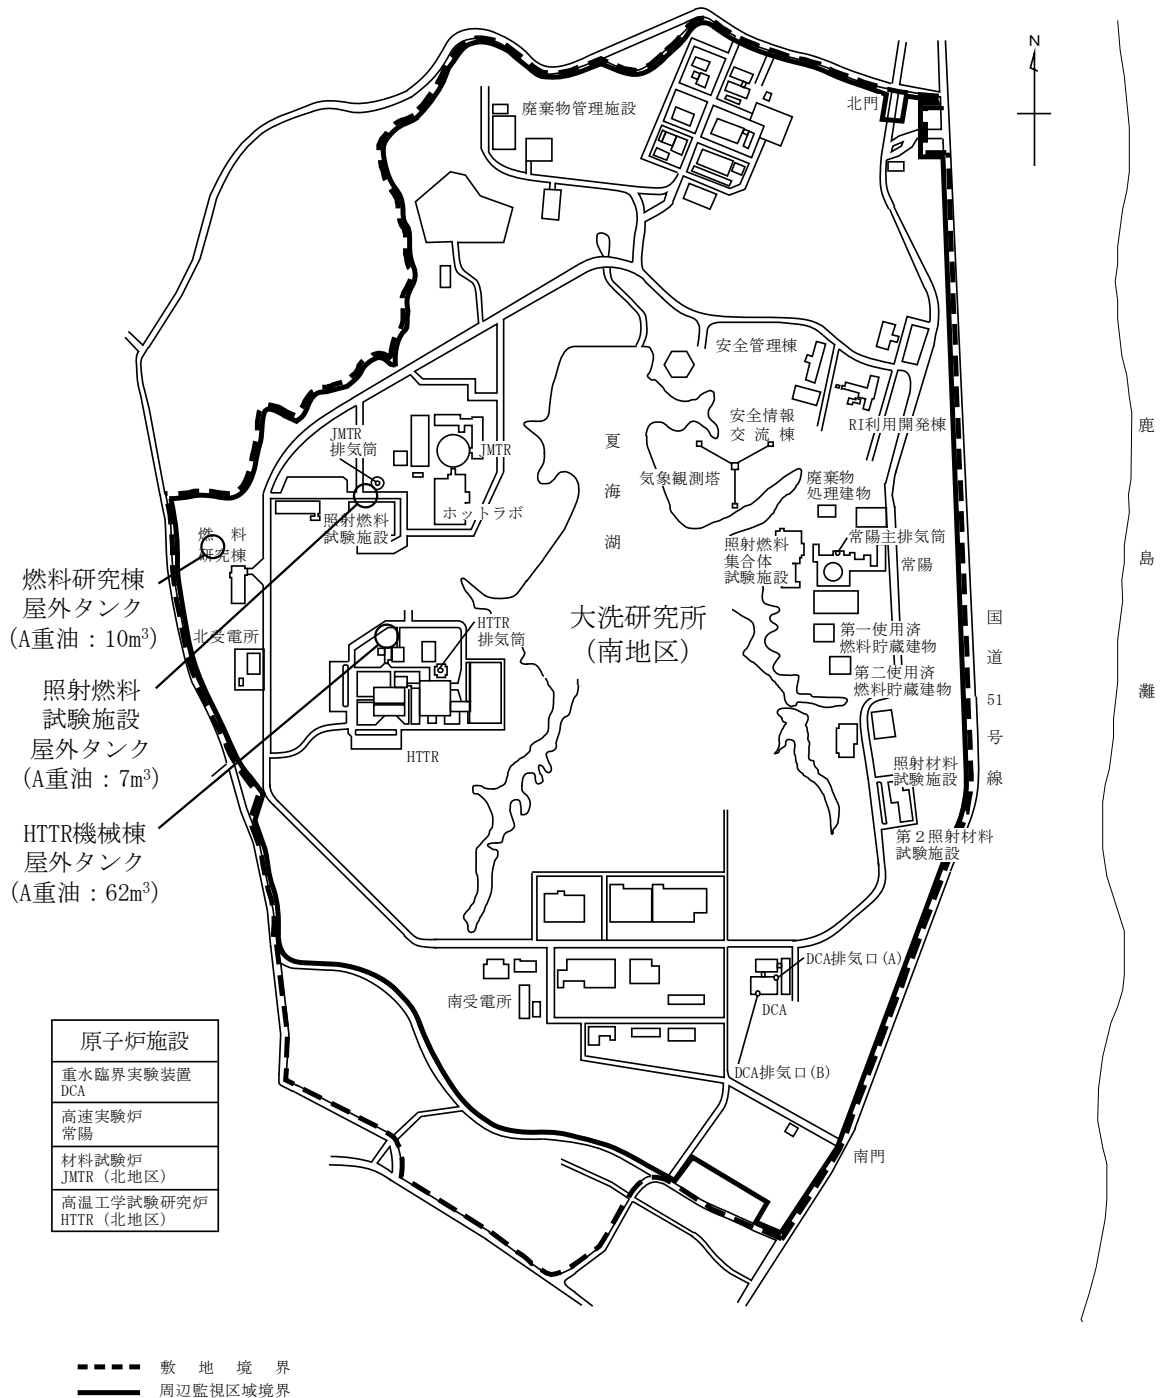 N
北門
廃棄物管理施設
安全管理棟
安全情報
交流棟
RI利用開発棟
鹿島灘
夏海湖
気象観測塔
廃棄物
処理建物
JMTR
排気筒
JMTR
ホットラボ
照射燃料
試験施設
燃料
研究棟
照射燃料
集合体
試験施設
常陽主排気筒
常陽
燃料研究棟
屋外タンク
(A重油：10m³)
北受電所
HTTR
排気筒
大洗研究所
(南地区)
第一使用済
燃料貯蔵建物
第二使用済
燃料貯蔵建物
国道51号線
照射燃料
試験施設
屋外タンク
(A重油：7m³)
HTTR
照射材料
試験施設
第２照射材料
試験施設
HTTR機械棟
屋外タンク
(A重油：62m³)
DCA排気口(A)
南受電所
DCA
DCA排気口(B)
南門
原子炉施設
重水臨界実験装置
DCA
高速実験炉
常陽
材料試験炉
JMTR (北地区)
高温工学試験研究炉
HTTR (北地区)
敷地境界
周辺監視区域境界